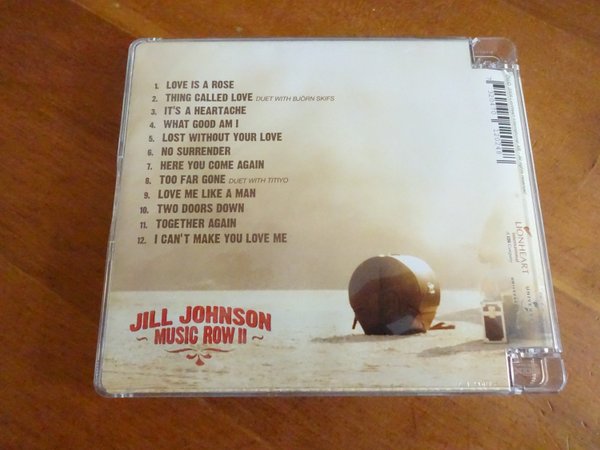 1. LOVE IS A ROSE
2. THING CALLED LOVE DUET WITH BJÖRN SKIFS
3. IT'S A HEARTACHE
4. WHAT GOOD AM I
5. LOST WITHOUT YOUR LOVE
6. NO SURRENDER
7. HERE YOU COME AGAIN
8. TOO FAR GONE DUET WITH TITIYO
9. LOVE ME LIKE A MAN
10. TWO DOORS DOWN
11. TOGETHER AGAIN
12. I CAN'T MAKE YOU LOVE ME
JILL JOHNSON
MUSIC ROW II
LIONHEART